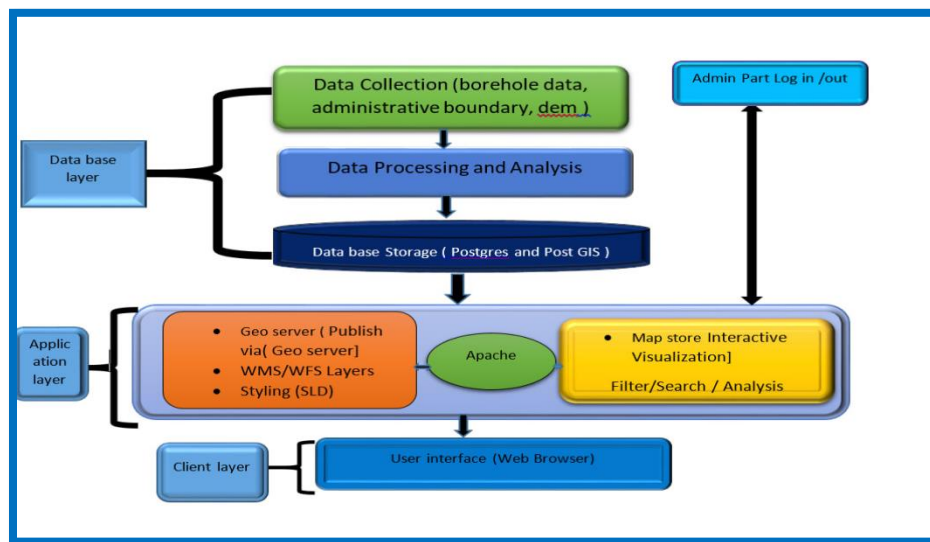 Data Collection (borehole data,
administrative boundary, dem )
Admin Part Log in /out
Data base
layer
Data Processing and Analysis
Data base Storage ( Postgres and Post GIS )
Applic
ation
layer
• Geo server ( Publish
via( Geo server]
• WMS/WFS Layers
• Styling (SLD)
Apache
• Map store Interactive
Visualization]
Filter/Search / Analysis
Client layer
User interface (Web Browser)